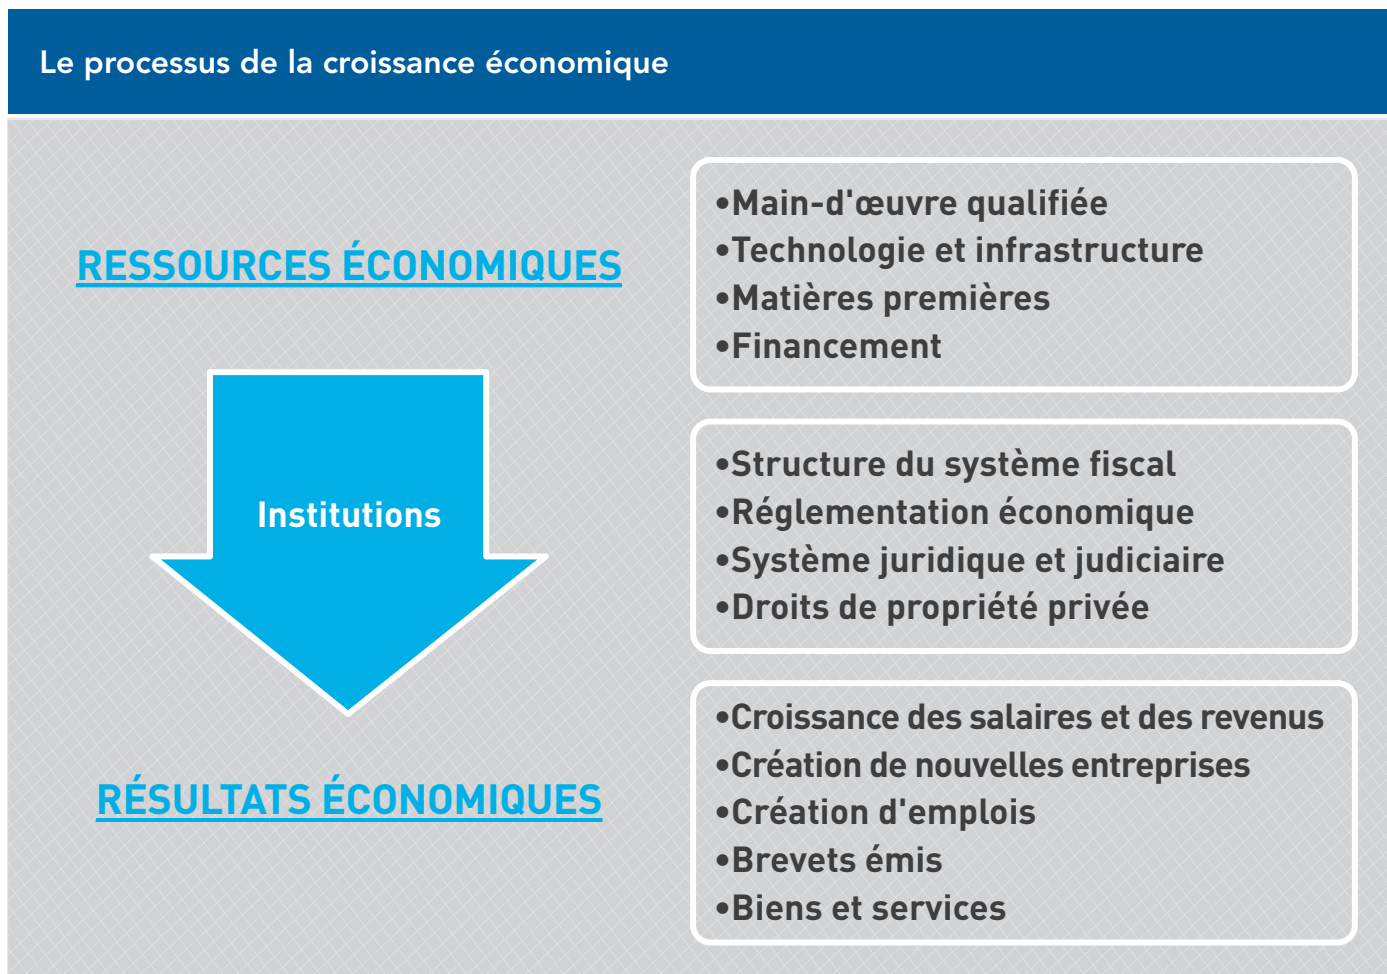 Le processus de la croissance économique
RESSOURCES ÉCONOMIQUES
•Main-d'œuvre qualifiée
•Technologie et infrastructure
•Matières premières
•Financement
Institutions
•Structure du système fiscal
•Réglementation économique
•Système juridique et judiciaire
•Droits de propriété privée
RÉSULTATS ÉCONOMIQUES
•Croissance des salaires et des revenus
•Création de nouvelles entreprises
•Création d'emplois
•Brevets émis
•Biens et services